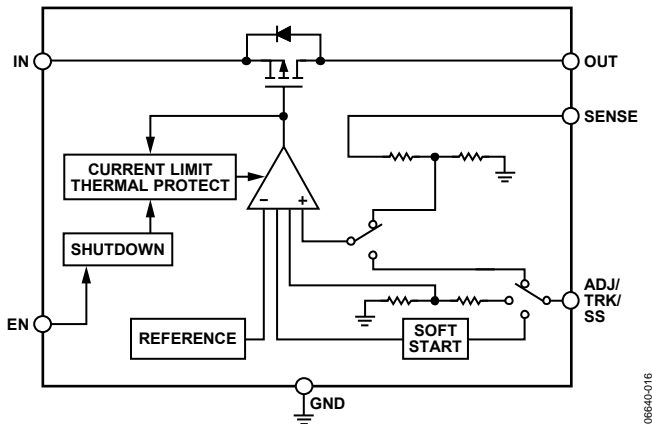 IN
OUT
SENSE
CURRENT LIMIT
THERMAL PROTECT
– +
SHUTDOWN
EN
REFERENCE
SOFT
START
ADJ/
TRK/
SS
GND
06640-016